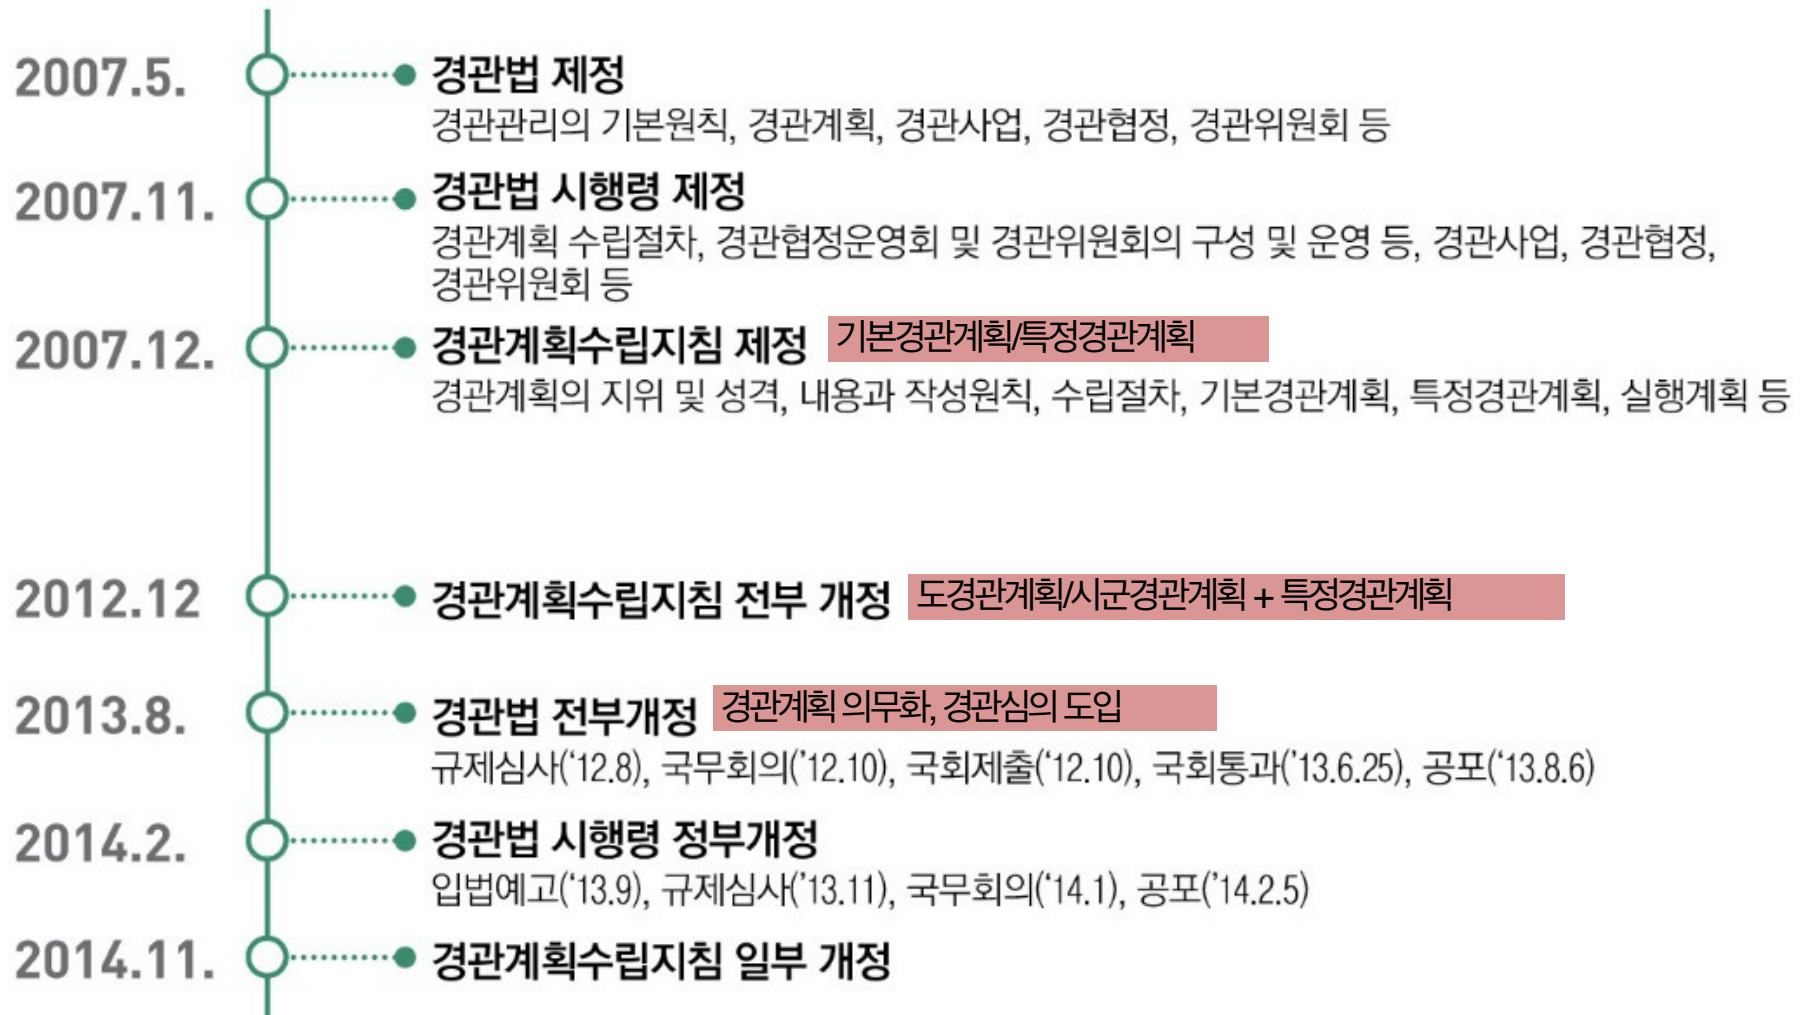 2007.5.
경관법 제정
경관관리의 기본원칙, 경관계획, 경관사업, 경관협정, 경관위원회 등
2007.11.
경관법 시행령 제정
경관계획 수립절차, 경관협정운영회 및 경관위원회의 구성 및 운영 등, 경관사업, 경관협정,
경관위원회 등
2007.12.
경관계획수립지침 제정 기본경관계획/특정경관계획
경관계획의 지위 및 성격, 내용과 작성원칙, 수립절차, 기본경관계획, 특정경관계획, 실행계획 등
2012.12
경관계획수립지침 전부 개정 도경관계획/시군경관계획 + 특정경관계획
2013.8.
경관법 전부개정 경관계획 의무화, 경관심의 도입
규제심사(‘12.8), 국무회의(’12.10), 국회제출(‘12.10), 국회통과(’13.6.25), 공포(‘13.8.6)
2014.2.
경관법 시행령 정부개정
입법예고(‘13.9), 규제심사(’13.11), 국무회의(‘14.1), 공포(’14.2.5)
2014.11.
경관계획수립지침 일부 개정